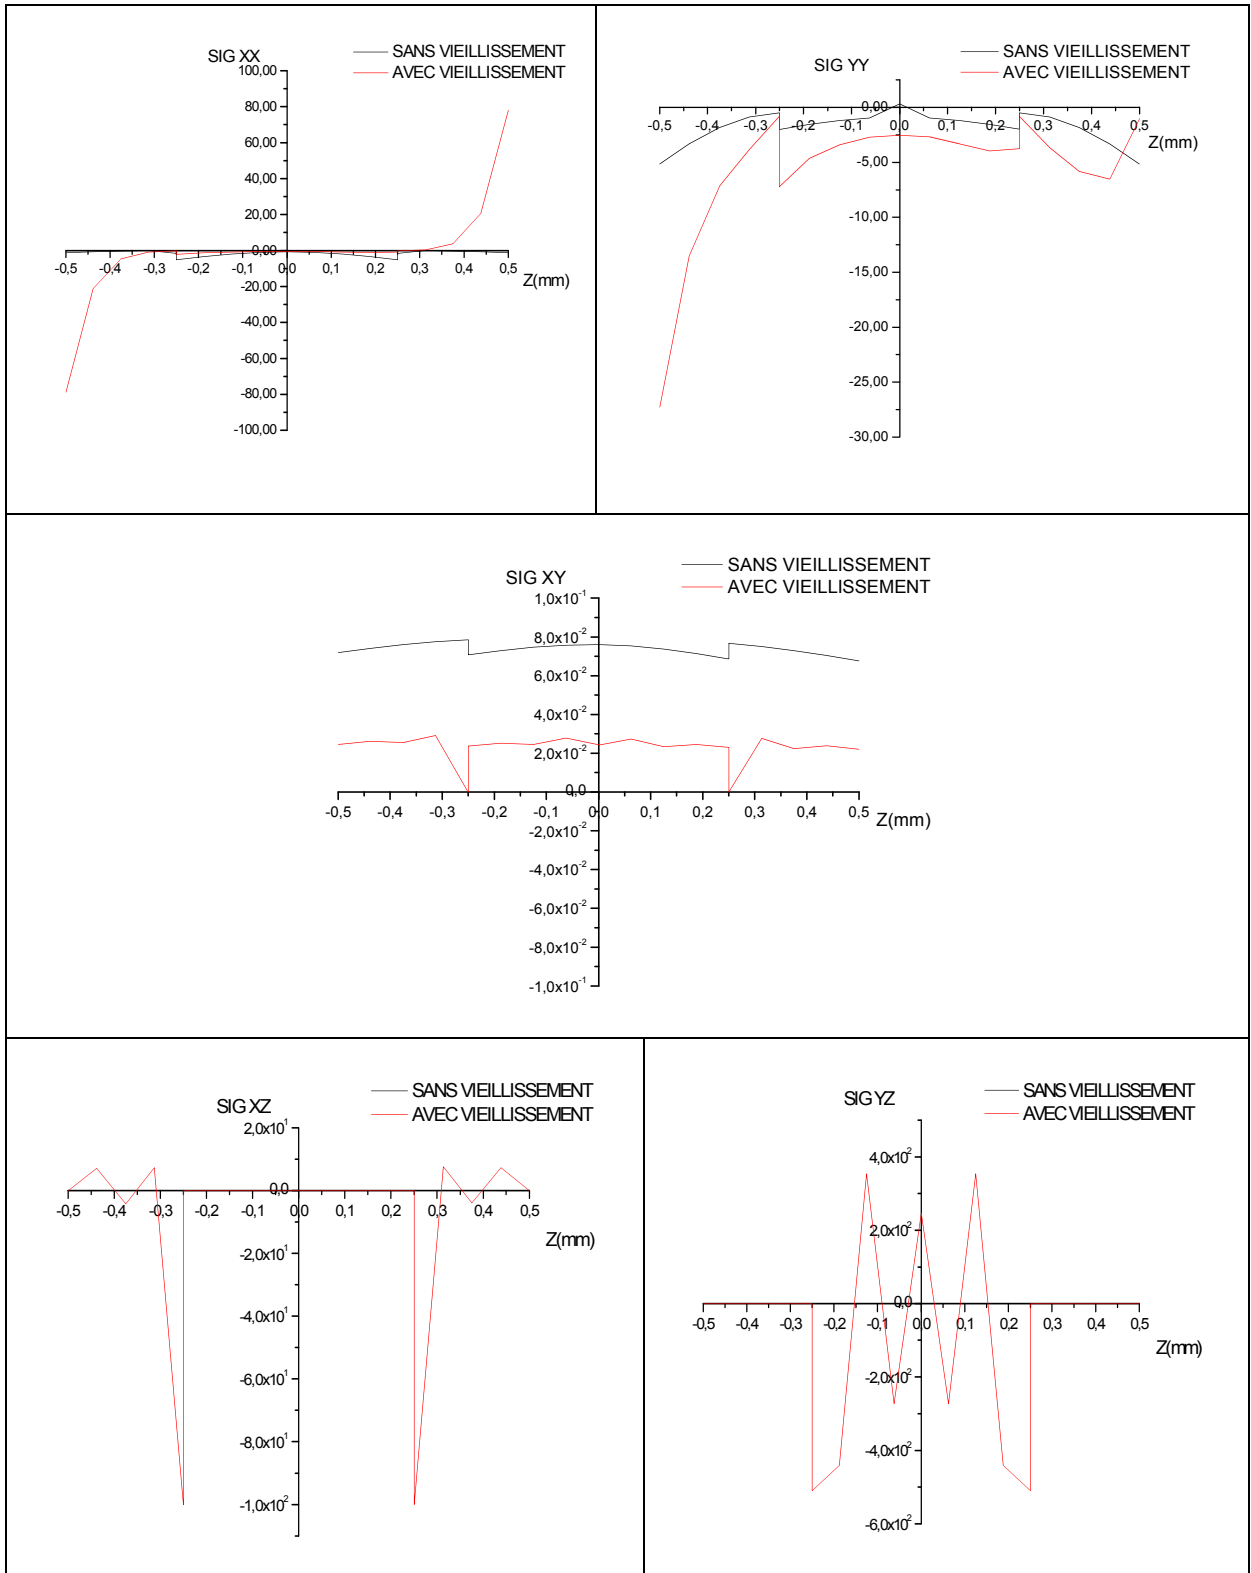 SIG XX
SANS VIEILLISSEMENT
AVEC VIEILLISSEMENT
100,00
80,00
60,00
40,00
20,00
0,00
-0,5 -0,4 -0,3 -0,2 -0,1 0,0 0,1 0,2 0,3 0,4 0,5
Z(mm)
-20,00
-40,00
-60,00
-80,00
-100,00
SIG YY
SANS VIEILLISSEMENT
AVEC VIEILLISSEMENT
0,00
-0,5 -0,4 -0,3 -0,2 -0,1 0,0 0,1 0,2 0,3 0,4 0,5
Z(mm)
-5,00
-10,00
-15,00
-20,00
-25,00
-30,00
SIG XY
SANS VIEILLISSEMENT
AVEC VIEILLISSEMENT
1,0x10⁻¹
8,0x10⁻²
6,0x10⁻²
4,0x10⁻²
2,0x10⁻²
0,0
-0,5 -0,4 -0,3 -0,2 -0,1 0,0 0,1 0,2 0,3 0,4 0,5
Z(mm)
-2,0x10⁻²
-4,0x10⁻²
-6,0x10⁻²
-8,0x10⁻²
-1,0x10⁻¹
SIG XZ
SANS VIEILLISSEMENT
AVEC VIEILLISSEMENT
2,0x10¹
0,0
-0,5 -0,4 -0,3 -0,2 -0,1 0,0 0,1 0,2 0,3 0,4 0,5
Z(mm)
-2,0x10¹
-4,0x10¹
-6,0x10¹
-8,0x10¹
-1,0x10²
SIG YZ
SANS VIEILLISSEMENT
AVEC VIEILLISSEMENT
4,0x10²
2,0x10²
0,0
-0,5 -0,4 -0,3 -0,2 -0,1 0,0 0,1 0,2 0,3 0,4 0,5
Z(mm)
-2,0x10²
-4,0x10²
-6,0x10²